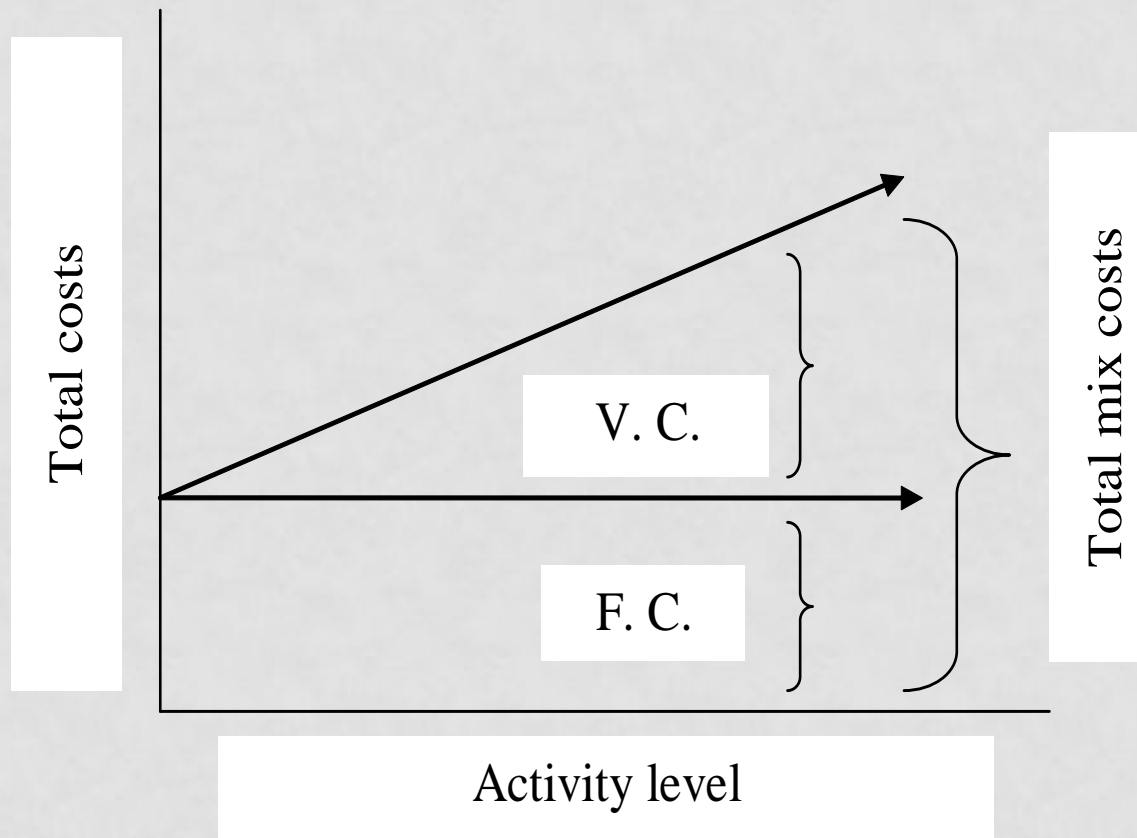 Total costs
V. C.
F. C.
Total mix costs
Activity level